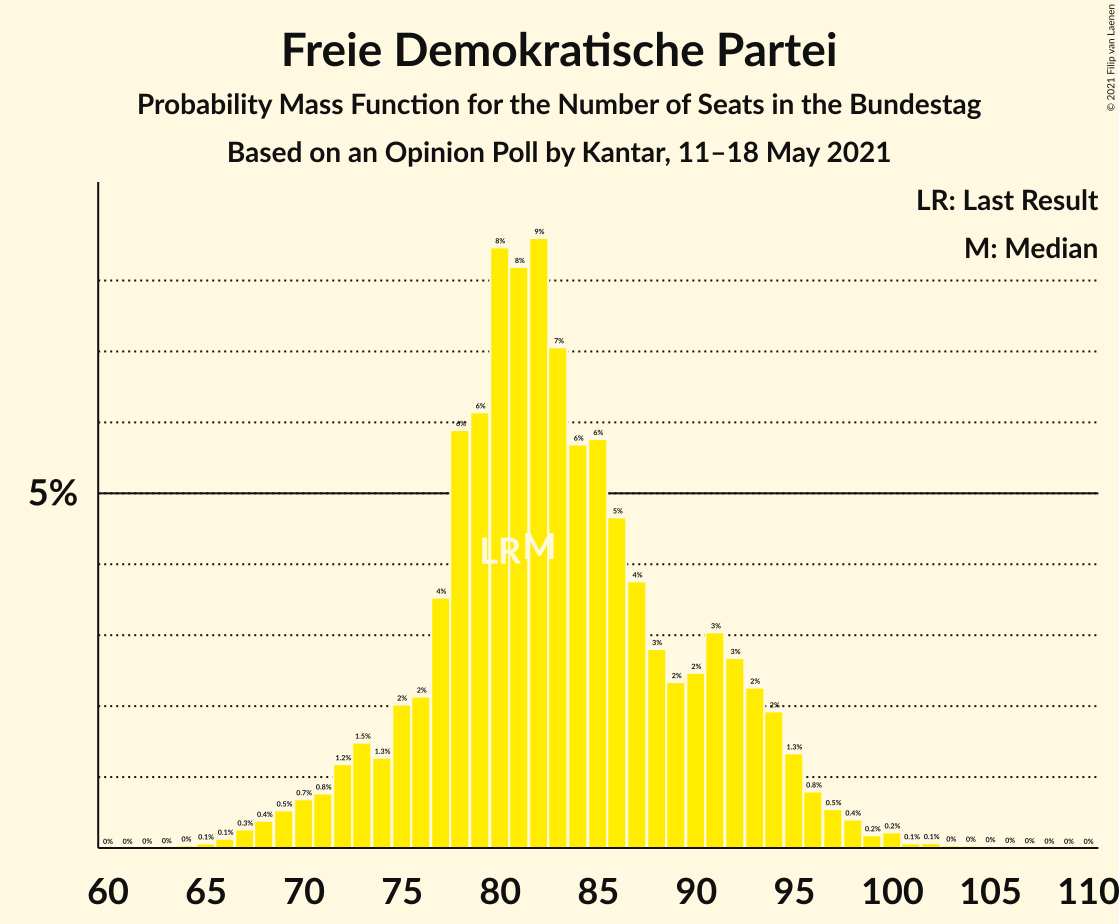 Freie Demokratische Partei
Probability Mass Function for the Number of Seats in the Bundestag
Based on an Opinion Poll by Kantar, 11–18 May 2021
© 2021 Filip van Laenen
LR: Last Result
M: Median
5%
0% 0% 0% 0% 0% 0.1% 0.1% 0.3% 0.4% 0.5% 0.7% 0.8% 1.2% 1.5% 1.3% 2% 2% 4% 6% 6% 8% 8% 9% 7% 6% 6% 5% 4% 3% 2% 2% 3% 3% 2% 2% 1.3% 0.8% 0.5% 0.4% 0.2% 0.2% 0.1% 0.1% 0% 0% 0% 0% 0% 0% 0% 0%
LR M
60 65 70 75 80 85 90 95 100 105 110